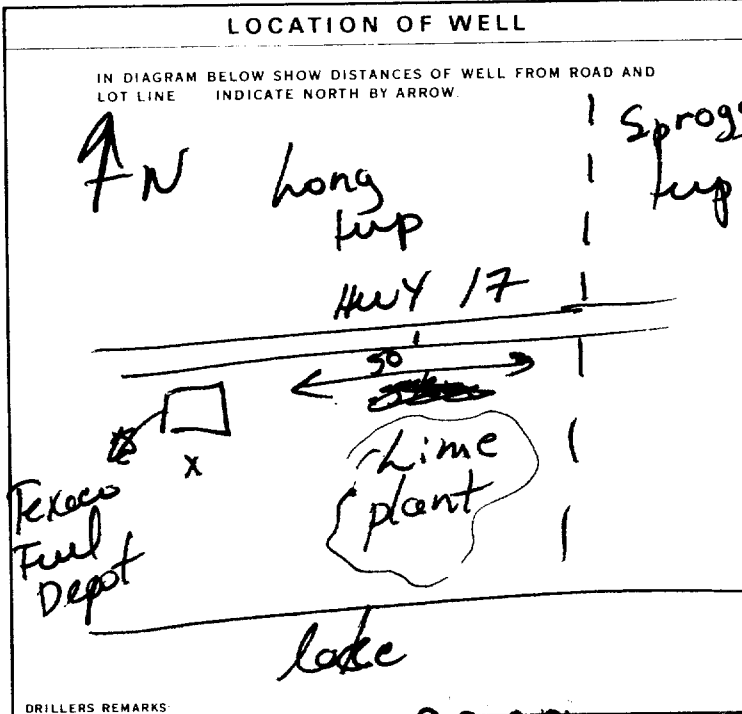 LOCATION OF WELL
IN DIAGRAM BELOW SHOW DISTANCES OF WELL FROM ROAD AND
LOT LINE INDICATE NORTH BY ARROW.
N
Long
twp
Sprog
twp
HWY 17
50
X
Lime
plant
Texaco
Fuel
Depot
lake
DRILLERS REMARKS